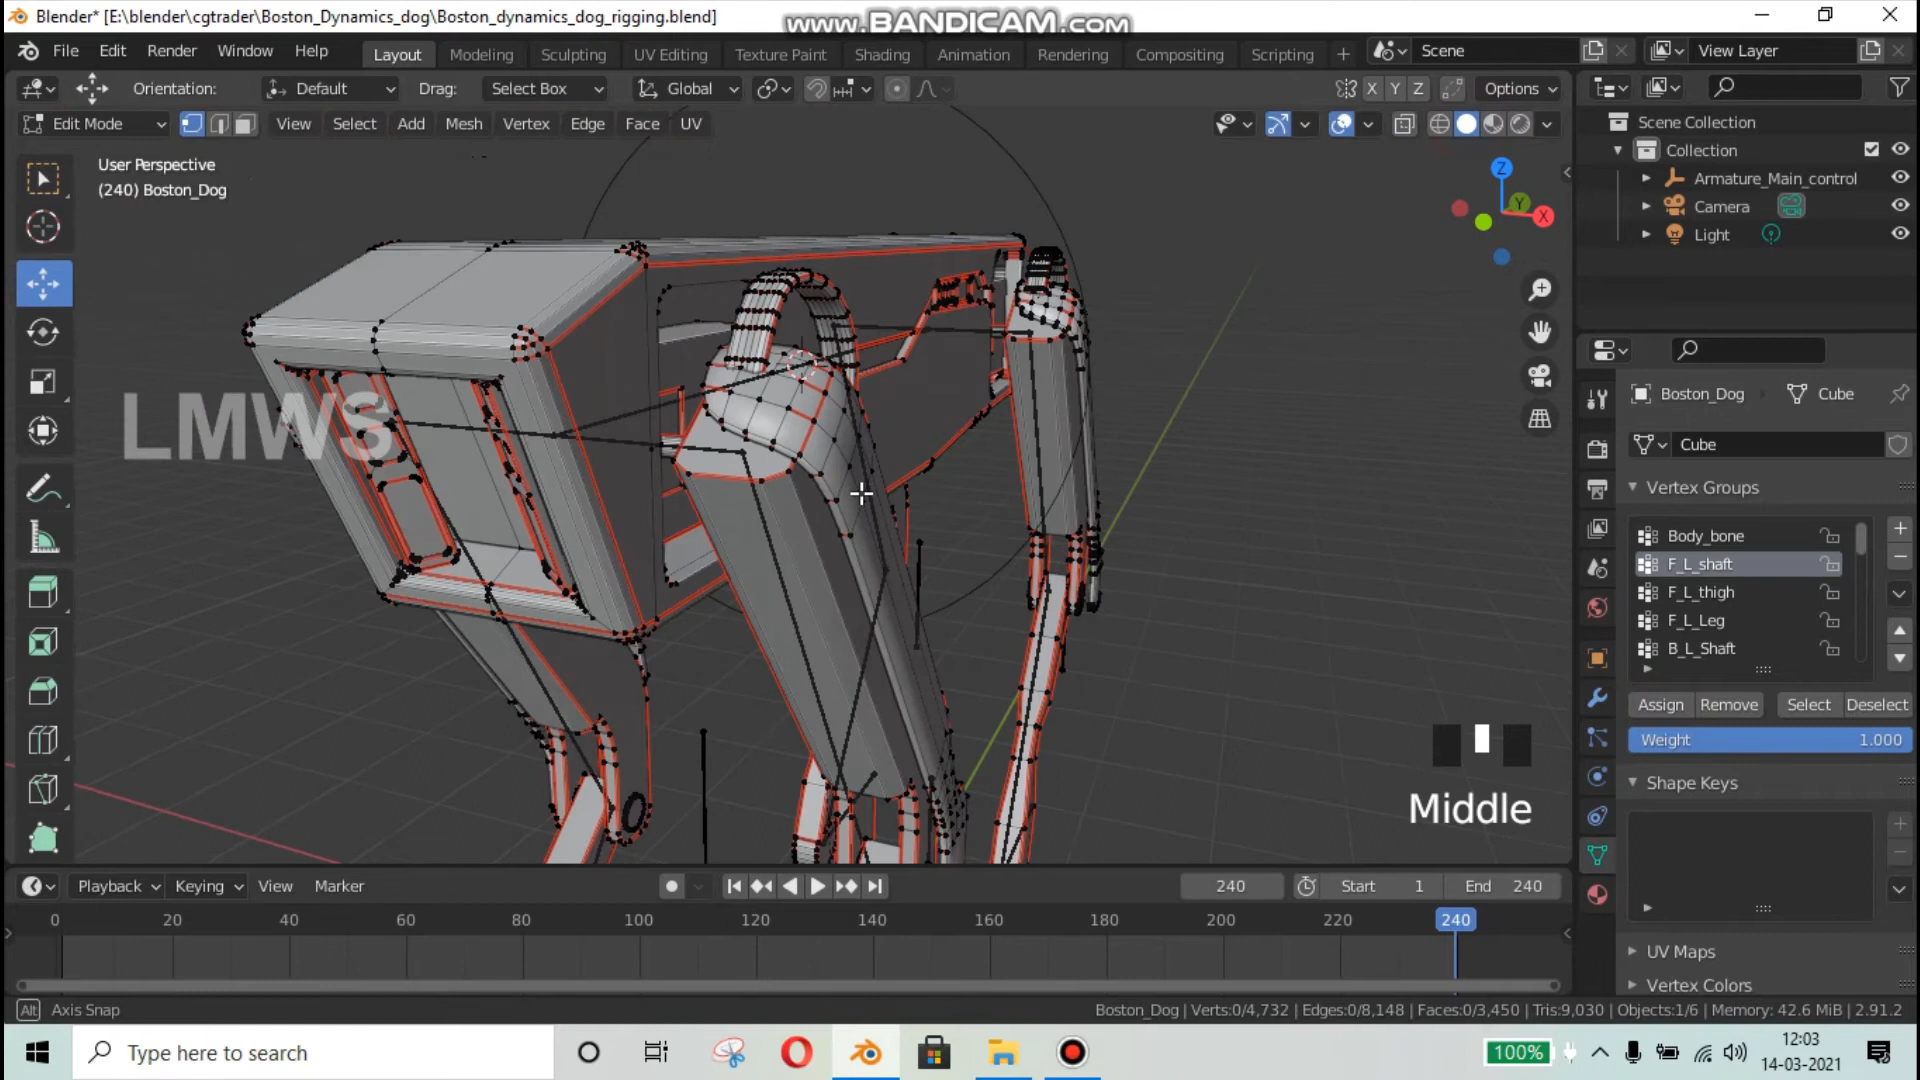 Blender* [E:\blender\cgtrader\Boston_Dynamics_dog\Boston_dynamics_dog_rigging.blend]
www.BANDICAM.com
File Edit Render Window Help
Layout Modeling Sculpting UV Editing Texture Paint Shading Animation Rendering Compositing Scripting +
Scene
View Layer
Orientation: Default Drag: Select Box Global X Y Z Options
Edit Mode View Select Add Mesh Vertex Edge Face UV
User Perspective
(240) Boston_Dog
Z
Y
X
LMWS
Middle
Scene Collection
Collection
Armature_Main_control
Camera
Light
Boston_Dog Cube
Cube
Vertex Groups
Body_bone
F_L_shaft
F_L_thigh
F_L_Leg
B_L_Shaft
Assign Remove Select Deselect
Weight 1.000
Shape Keys
UV Maps
Vertex Colors
Playback Keying View Marker 240 Start 1 End 240
0 20 40 60 80 100 120 140 160 180 200 220 240
Alt Axis Snap
Boston_Dog | Verts:0/4,732 | Edges:0/8,148 | Faces:0/3,450 | Tris:9,030 | Objects:1/6 | Memory: 42.6 MiB | 2.91.2
Type here to search
100%
12:03
14-03-2021